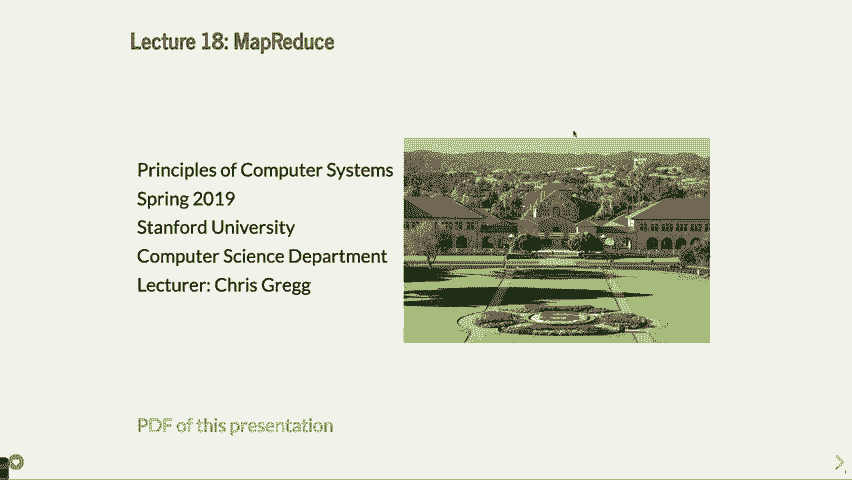 Lecture 18: MapReduce
Principles of Computer Systems
Spring 2019
Stanford University
Computer Science Department
Lecturer: Chris Gregg
PDF of this presentation